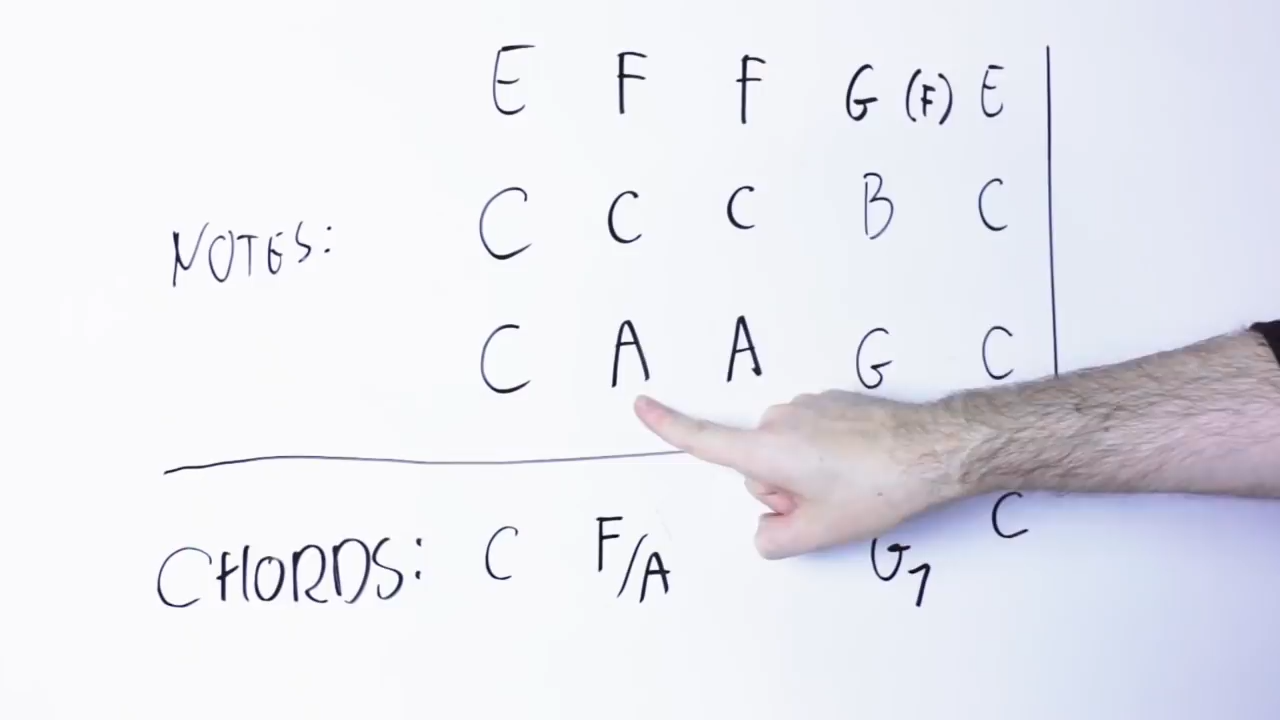 E F F G (F) E
NOTES: C C C B C
C A A G C
CHORDS: C F/A G7 C